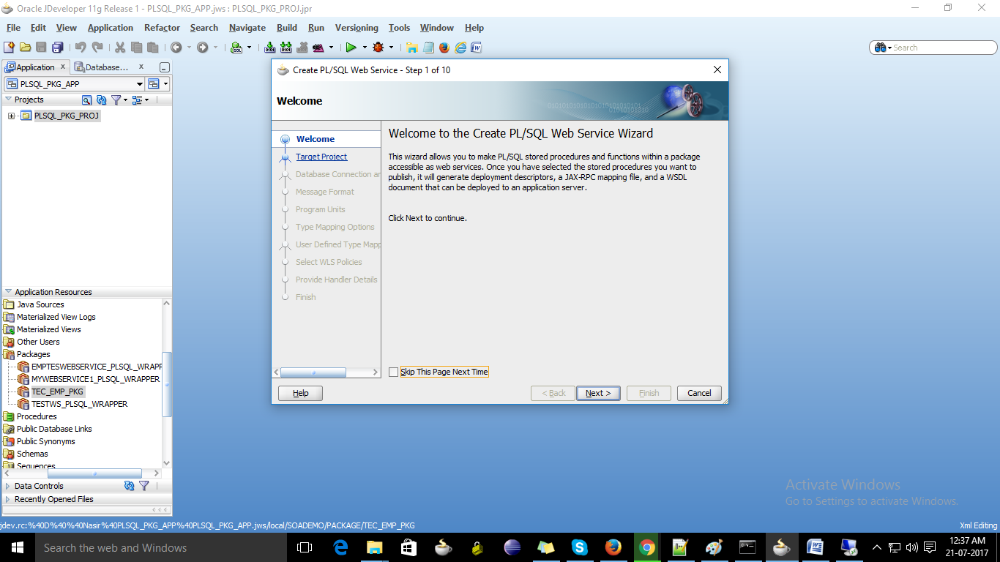 Oracle JDeveloper 11g Release 1 - PLSQL_PKG_APP.jws : PLSQL_PKG_PROJ.jpr
File Edit View Application Refactor Search Navigate Build Run Versioning Tools Window Help
Search
Application Database...
PLSQL_PKG_APP
Projects
PLSQL_PKG_PROJ
Application Resources
Java Sources
Materialized View Logs
Materialized Views
Other Users
Packages
EMPTESWEBSERVICE_PLSQL_WRAPP
MYWEBSERVICE1_PLSQL_WRAPPER
TEC_EMP_PKG
TESTWS_PLSQL_WRAPPER
Procedures
Public Database Links
Public Synonyms
Schemas
Sequences
Data Controls
Recently Opened Files
Create PL/SQL Web Service - Step 1 of 10
Welcome
Welcome
Target Project
Database Connection an
Message Format
Program Units
Type Mapping Options
User Defined Type Mapp
Select WLS Policies
Provide Handler Details
Finish
Welcome to the Create PL/SQL Web Service Wizard
This wizard allows you to make PL/SQL stored procedures and functions within a package
accessible as web services. Once you have selected the stored procedures you want to
publish, it will generate deployment descriptors, a JAX-RPC mapping file, and a WSDL
document that can be deployed to an application server.
Click Next to continue.
Skip This Page Next Time
Help < Back Next > Finish Cancel
Activate Windows
Go to Settings to activate Windows.
jdev.rc:%40D%40%40Nasir%40PLSQL_PKG_APP%40PLSQL_PKG_APP.jws/local/SOADEMO/PACKAGE/TEC_EMP_PKG
Xml Editing
Search the web and Windows
12:37 AM
21-07-2017